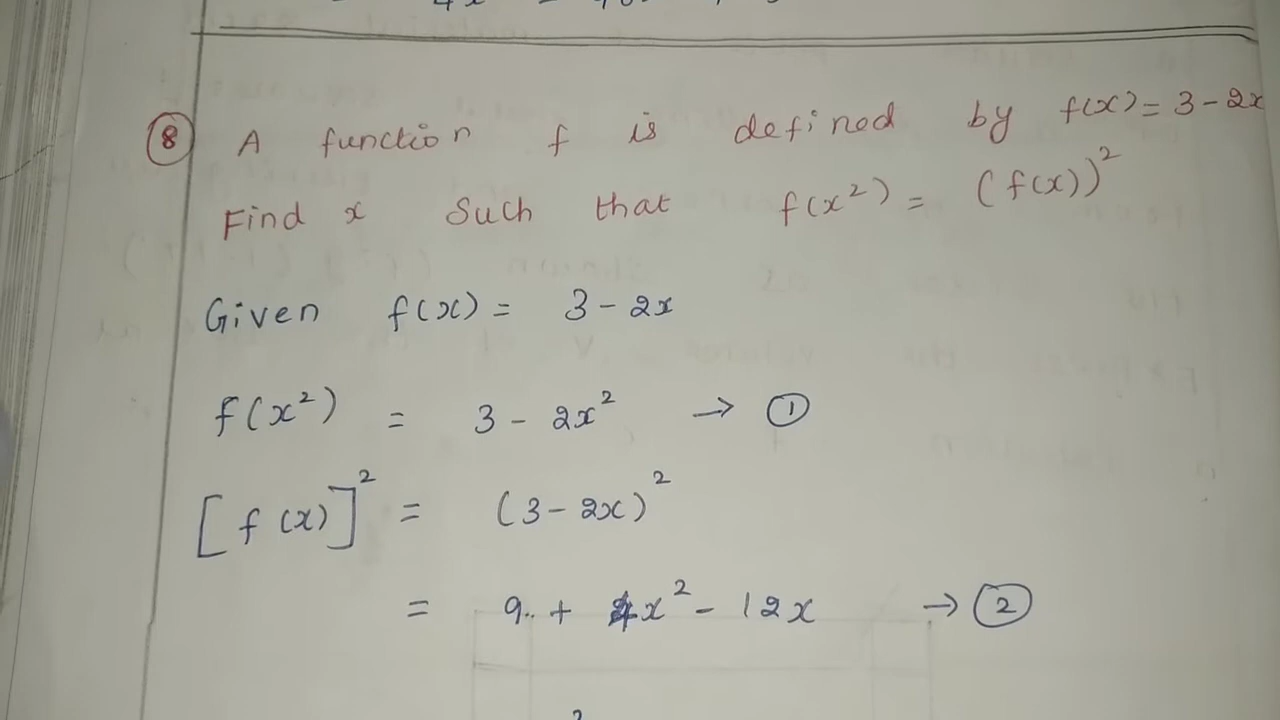 ⑧ A function f is defined by f(x) = 3 - 2x
Find x such that f(x²) = (f(x))²
Given f(x) = 3 - 2x
f(x²) = 3 - 2x² → ①
[f(x)]² = (3 - 2x)²
= 9 + 4x² - 12x → ②